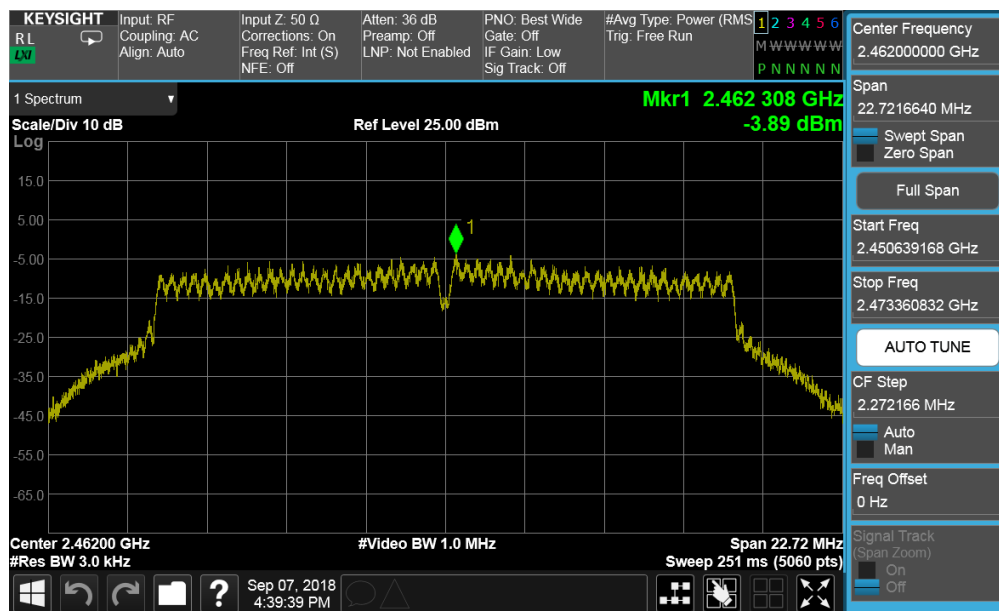 KEYSIGHT
R L
LXI
Input: RF
Coupling: AC
Align: Auto
Input Z: 50 Ω
Corrections: On
Freq Ref: Int (S)
NFE: Off
Atten: 36 dB
Preamp: Off
LNP: Not Enabled
PNO: Best Wide
Gate: Off
IF Gain: Low
Sig Track: Off
#Avg Type: Power (RMS
Trig: Free Run
1 2 3 4 5 6
M W W W W W
P N N N N N
1 Spectrum
Mkr1 2.462 308 GHz
-3.89 dBm
Scale/Div 10 dB
Ref Level 25.00 dBm
Log
15.0
5.00
-5.00
-15.0
-25.0
-35.0
-45.0
-55.0
-65.0
1
Center 2.46200 GHz
#Video BW 1.0 MHz
Span 22.72 MHz
#Res BW 3.0 kHz
Sweep 251 ms (5060 pts)
?
Sep 07, 2018
4:39:39 PM
Center Frequency
2.462000000 GHz
Span
22.7216640 MHz
Swept Span
Zero Span
Full Span
Start Freq
2.450639168 GHz
Stop Freq
2.473360832 GHz
AUTO TUNE
CF Step
2.272166 MHz
Auto
Man
Freq Offset
0 Hz
Signal Track
(Span Zoom)
On
Off